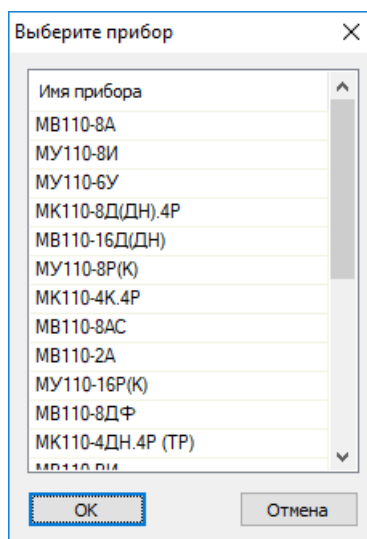 Выберите прибор
Имя прибора
МВ110-8А
МУ110-8И
МУ110-6У
МК110-8Д(ДН).4Р
МВ110-16Д(ДН)
МУ110-8Р(К)
МК110-4К.4Р
МВ110-8АС
МВ110-2А
МУ110-16Р(К)
МВ110-8ДФ
МК110-4ДН.4Р (ТР)
ОК
Отмена